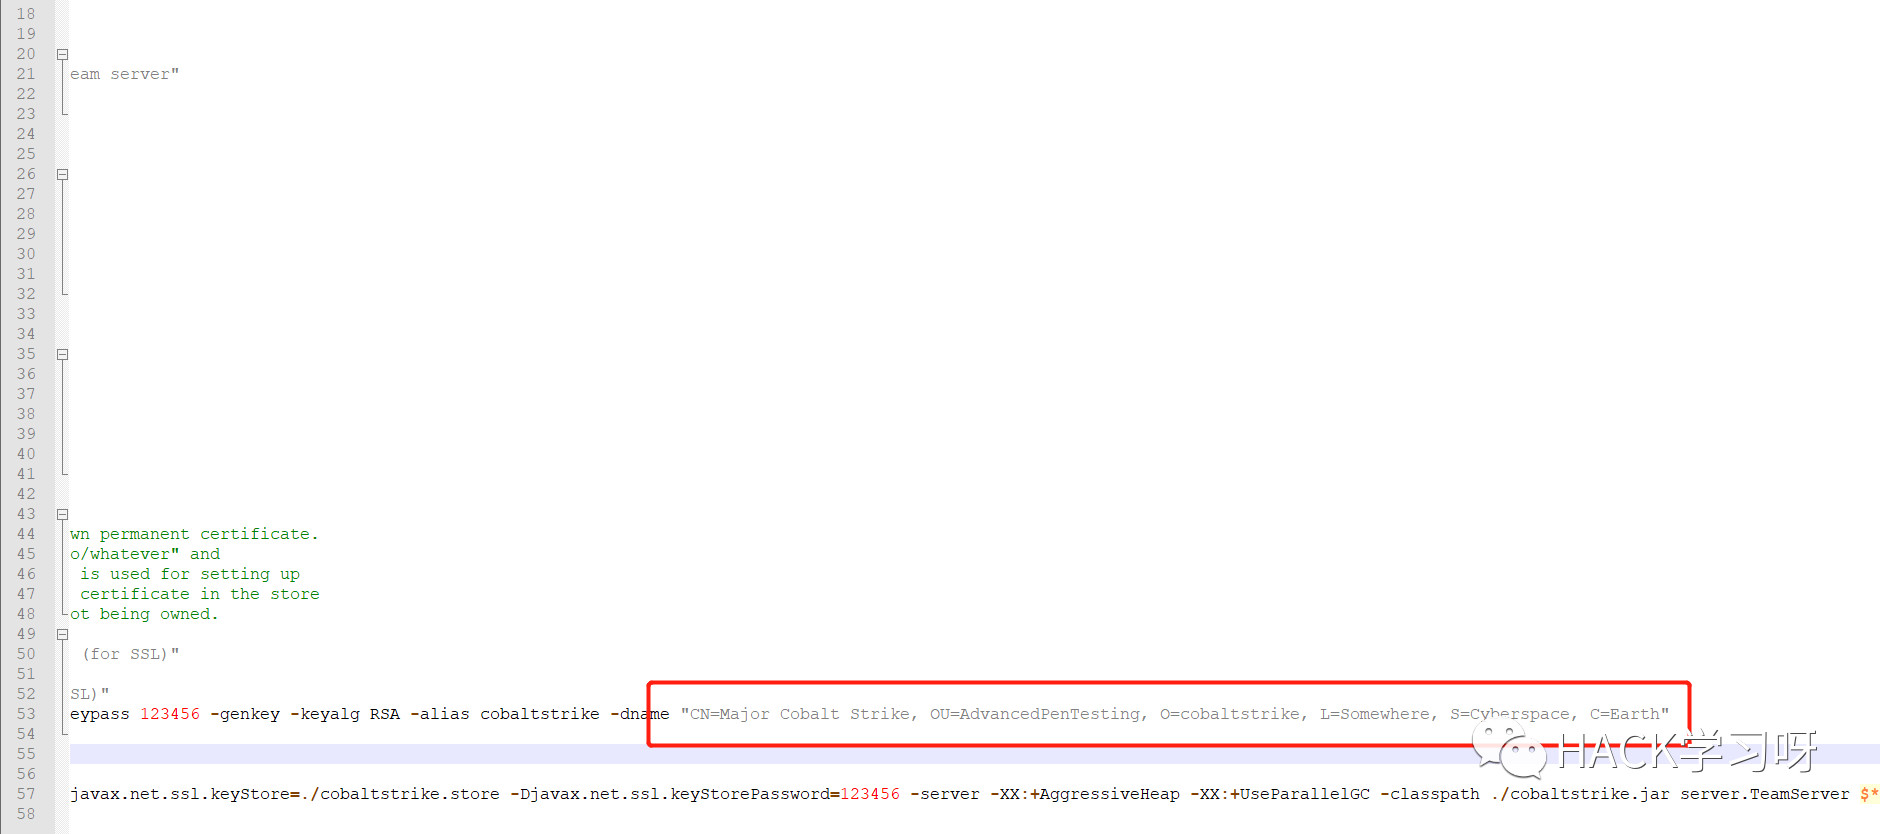 18
19
20
21 eam server"
22
23
24
25
26
27
28
29
30
31
32
33
34
35
36
37
38
39
40
41
42
43
44 wn permanent certificate.
45 o/whatever" and
46 is used for setting up
47 certificate in the store
48 ot being owned.
49
50 (for SSL)"
51
52 SL)"
53 eypass 123456 -genkey -keyalg RSA -alias cobaltstrike -dname "CN=Major Cobalt Strike, OU=AdvancedPenTesting, O=cobaltstrike, L=Somewhere, S=Cyberspace, C=Earth"
54
55
HACK学习呀
56
57 javax.net.ssl.keyStore=./cobaltstrike.store -Djavax.net.ssl.keyStorePassword=123456 -server -XX:+AggressiveHeap -XX:+UseParallelGC -classpath ./cobaltstrike.jar server.TeamServer $*
58